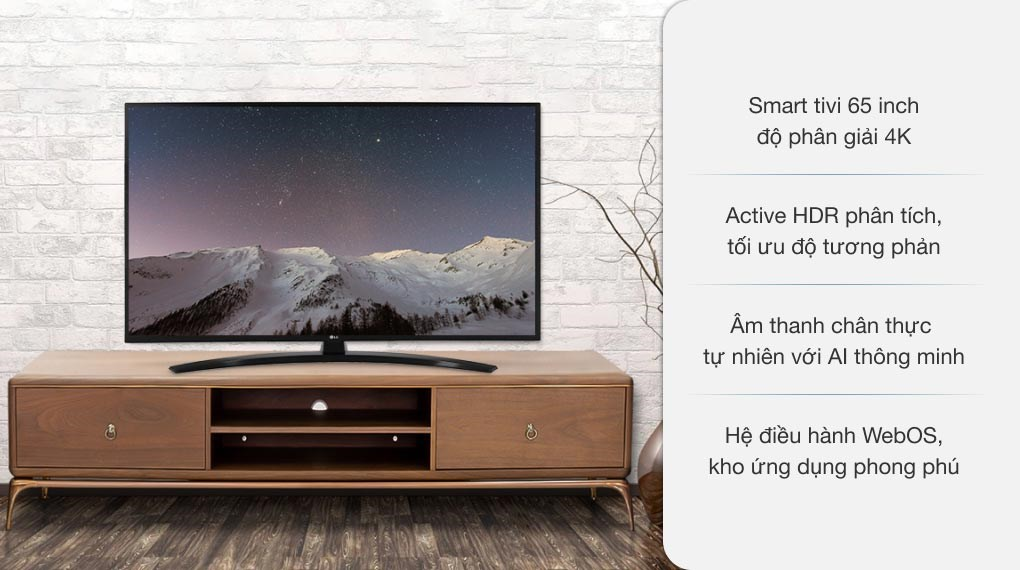 LG
Smart tivi 65 inch
độ phân giải 4K
Active HDR phân tích,
tối ưu độ tương phản
Âm thanh chân thực
tự nhiên với AI thông minh
Hệ điều hành WebOS,
kho ứng dụng phong phú